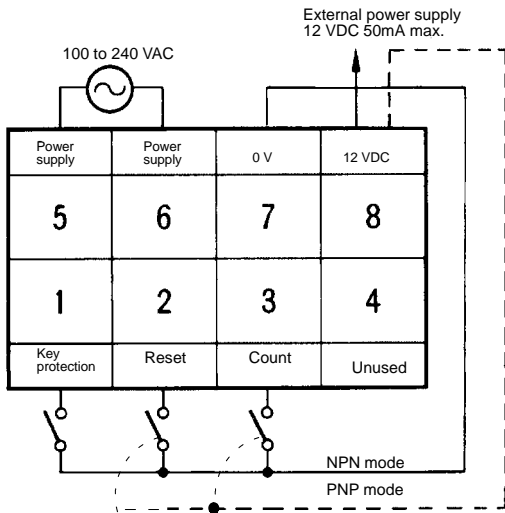 External power supply
12 VDC 50mA max.
100 to 240 VAC
Power supply
Power supply
0 V
12 VDC
5
6
7
8
1
2
3
4
Key protection
Reset
Count
Unused
NPN mode
PNP mode